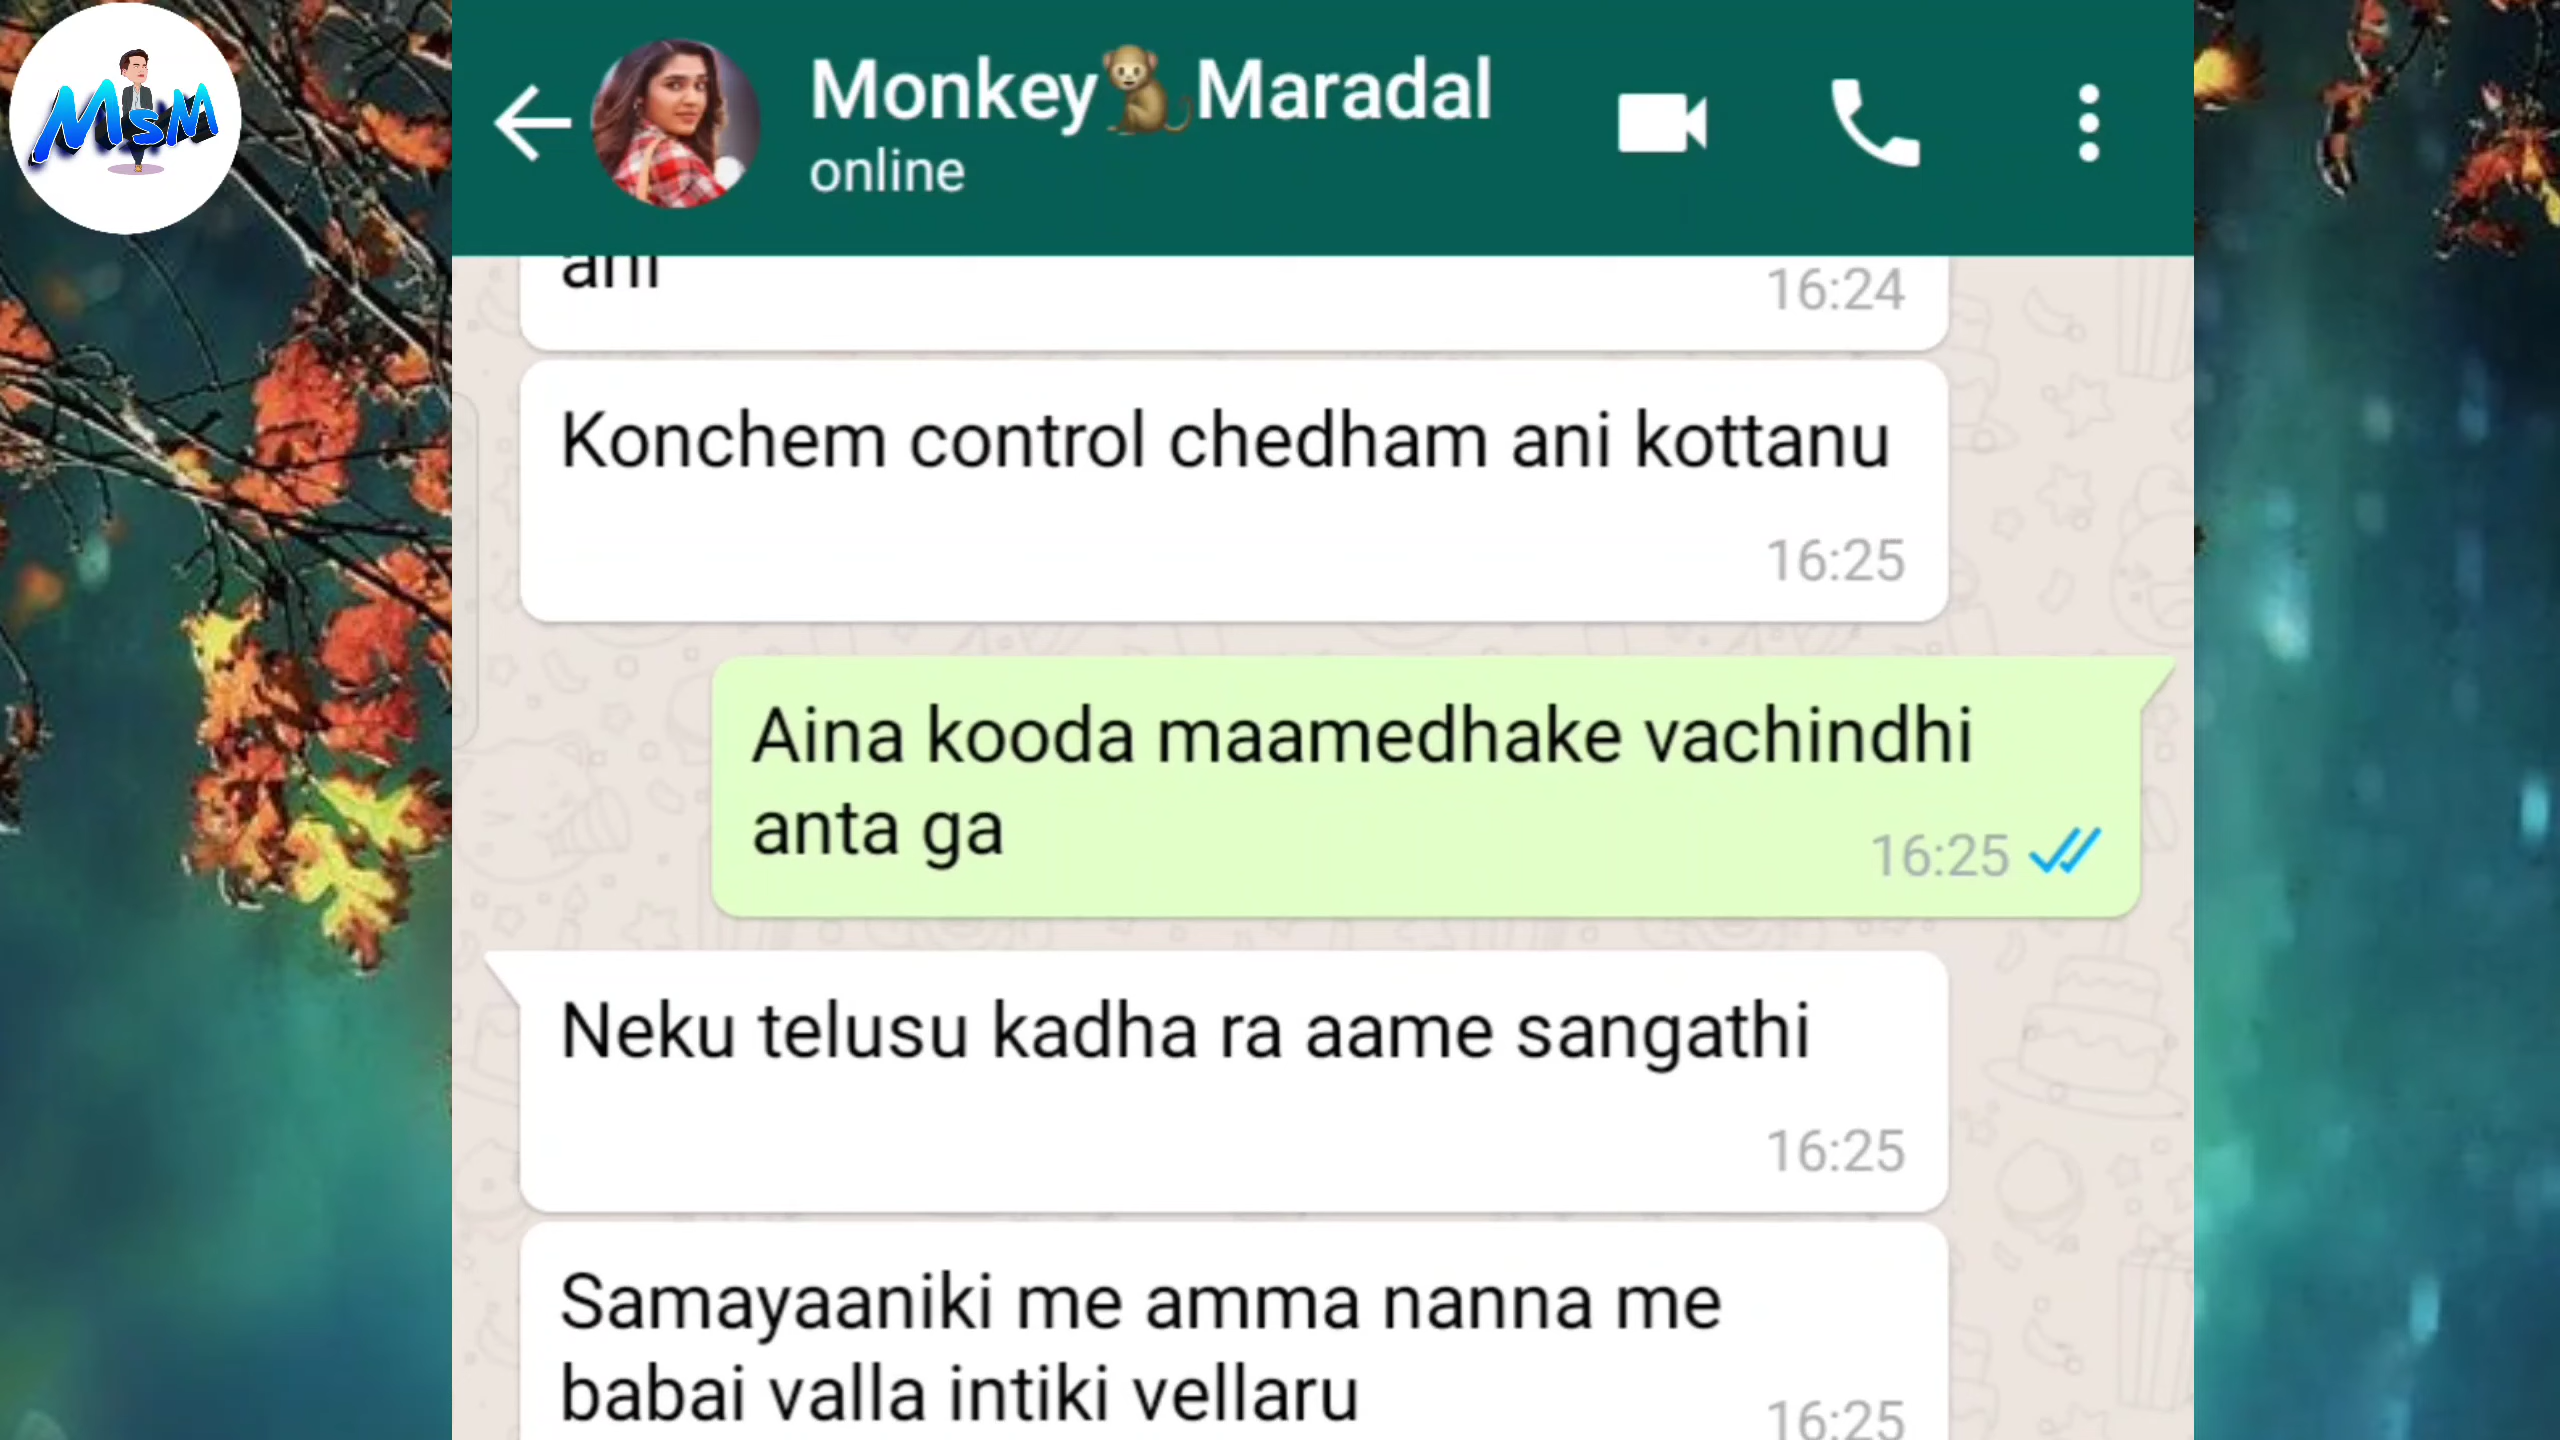 MSM
Monkey🐒Maradal
online
ani
16:24
Konchem control chedham ani kottanu
16:25
Aina kooda maamedhake vachindhi
anta ga
16:25
Neku telusu kadha ra aame sangathi
16:25
Samayaaniki me amma nanna me
babai valla intiki vellaru
16:25